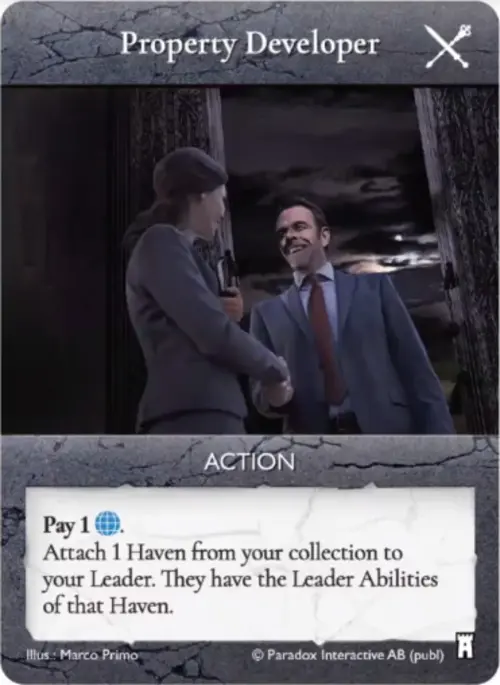 Property Developer
ACTION
Pay 1 .
Attach 1 Haven from your collection to
your Leader. They have the Leader Abilities
of that Haven.
Illus.: Marco Primo © Paradox Interactive AB (publ)